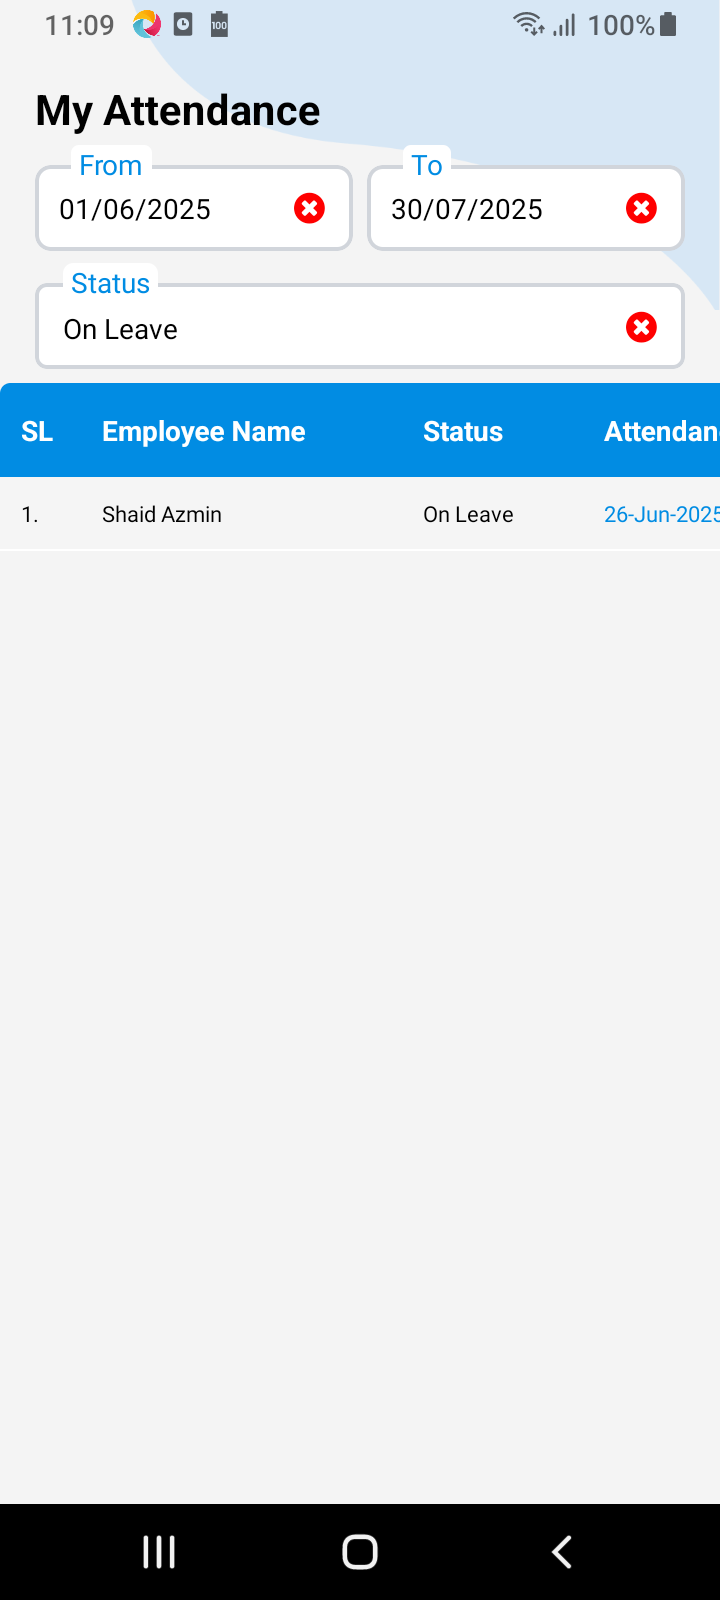 11:09 100 100%
My Attendance
From To
01/06/2025 30/07/2025
Status
On Leave
SL Employee Name Status Attendan
1. Shaid Azmin On Leave 26-Jun-2025